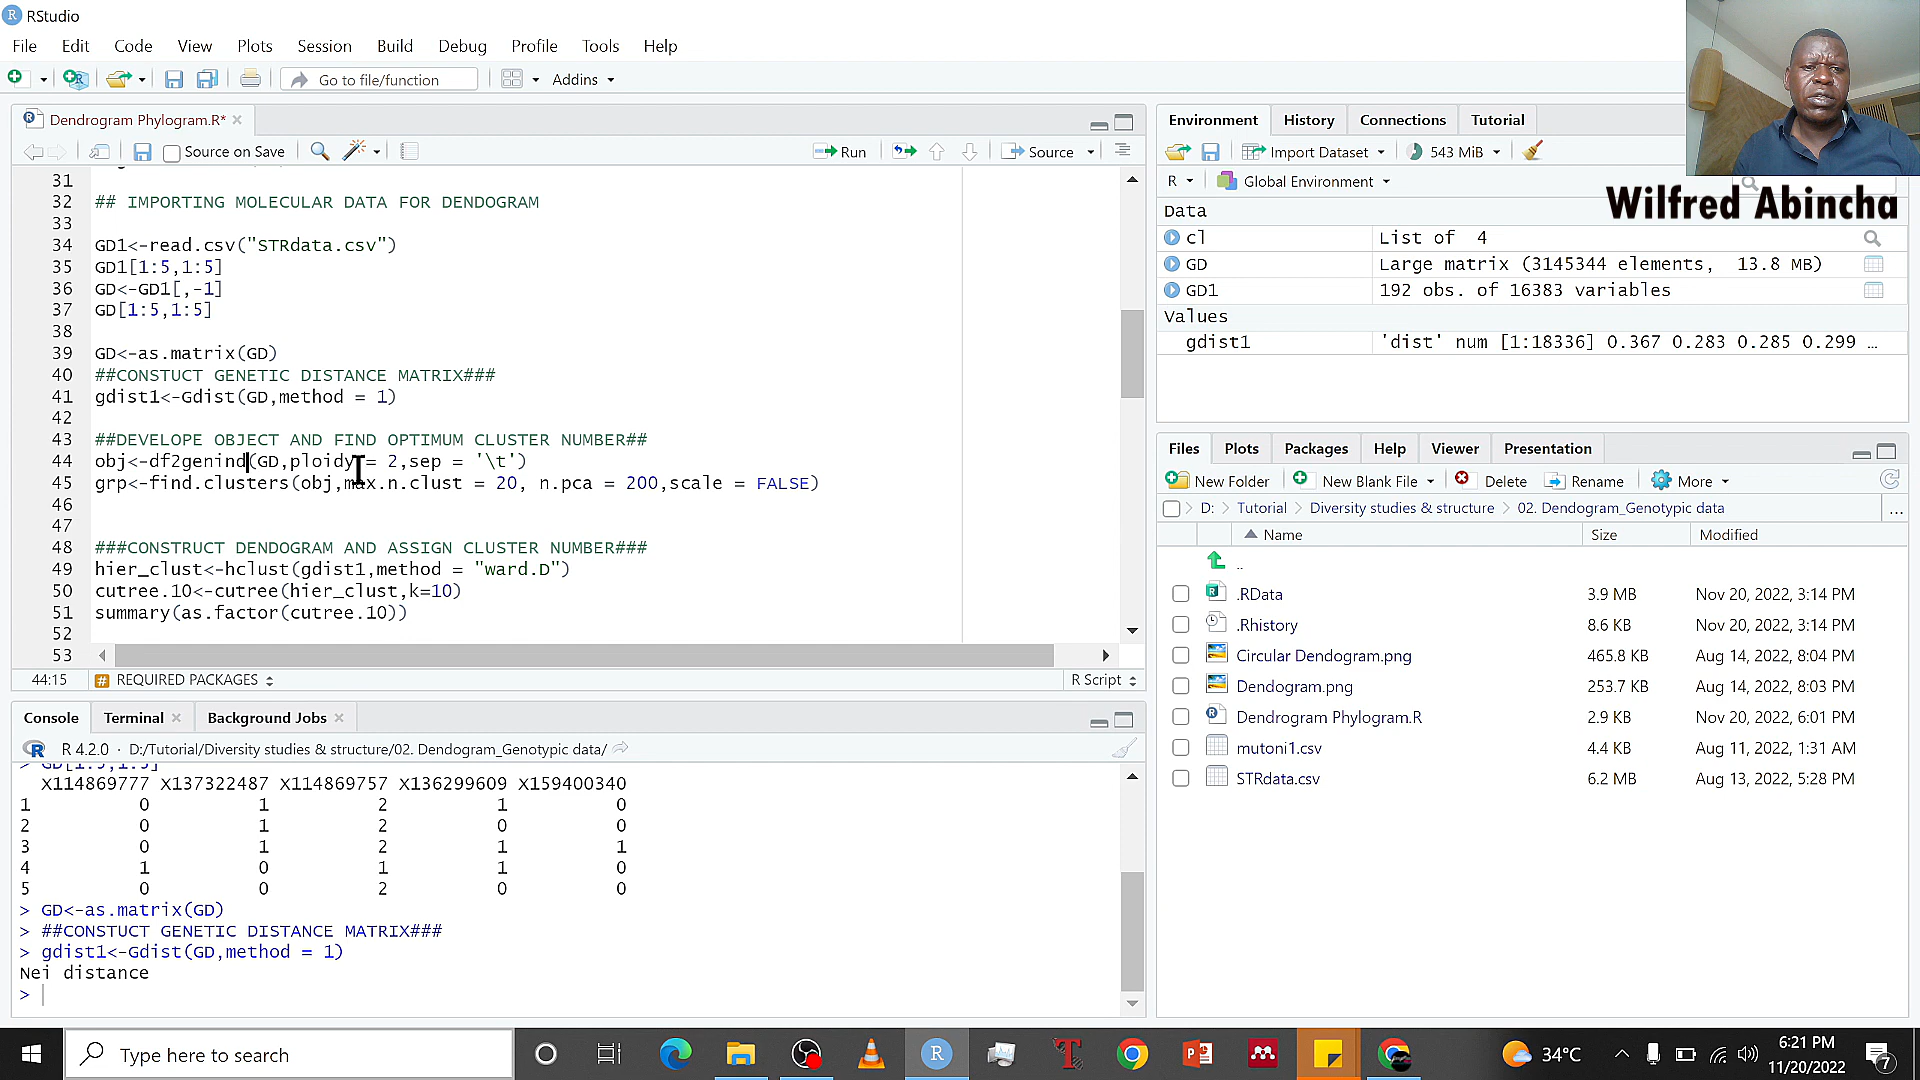 RStudio
File Edit Code View Plots Session Build Debug Profile Tools Help
Go to file/function Addins
Dendrogram Phylogram.R*
Source on Save Run Source
31
32 ## IMPORTING MOLECULAR DATA FOR DENDOGRAM
33
34 GD1<-read.csv("STRdata.csv")
35 GD1[1:5,1:5]
36 GD<-GD1[,-1]
37 GD[1:5,1:5]
38
39 GD<-as.matrix(GD)
40 ##CONSTUCT GENETIC DISTANCE MATRIX###
41 gdist1<-Gdist(GD,method = 1)
42
43 ##DEVELOPE OBJECT AND FIND OPTIMUM CLUSTER NUMBER##
44 obj<-df2genind(GD,ploidy = 2,sep = '\t')
45 grp<-find.clusters(obj,max.n.clust = 20, n.pca = 200,scale = FALSE)
46
47
48 ###CONSTRUCT DENDOGRAM AND ASSIGN CLUSTER NUMBER###
49 hier_clust<-hclust(gdist1,method = "ward.D")
50 cutree.10<-cutree(hier_clust,k=10)
51 summary(as.factor(cutree.10))
52
53
44:15 REQUIRED PACKAGES R Script
Console Terminal Background Jobs
R 4.2.0 · D:/Tutorial/Diversity studies & structure/02. Dendogram_Genotypic data/
GD[1:5,1:5]
X114869777 X137322487 X114869757 X136299609 X159400340
1 0 1 2 1 0
2 0 1 2 0 0
3 0 1 2 1 1
4 1 0 1 1 0
5 0 0 2 0 0
> GD<-as.matrix(GD)
> ##CONSTUCT GENETIC DISTANCE MATRIX###
> gdist1<-Gdist(GD,method = 1)
Nei distance
>
Environment History Connections Tutorial
Import Dataset 543 MiB
R Global Environment
Wilfred Abincha
Data
cl List of 4
GD Large matrix (3145344 elements, 13.8 MB)
GD1 192 obs. of 16383 variables
Values
gdist1 'dist' num [1:18336] 0.367 0.283 0.285 0.299 …
Files Plots Packages Help Viewer Presentation
New Folder New Blank File Delete Rename More
D: Tutorial Diversity studies & structure 02. Dendogram_Genotypic data ...
Name Size Modified
..
.RData 3.9 MB Nov 20, 2022, 3:14 PM
.Rhistory 8.6 KB Nov 20, 2022, 3:14 PM
Circular Dendogram.png 465.8 KB Aug 14, 2022, 8:04 PM
Dendogram.png 253.7 KB Aug 14, 2022, 8:03 PM
Dendrogram Phylogram.R 2.9 KB Nov 20, 2022, 6:01 PM
mutoni1.csv 4.4 KB Aug 11, 2022, 1:31 AM
STRdata.csv 6.2 MB Aug 13, 2022, 5:28 PM
Type here to search
34°C
6:21 PM
11/20/2022
7